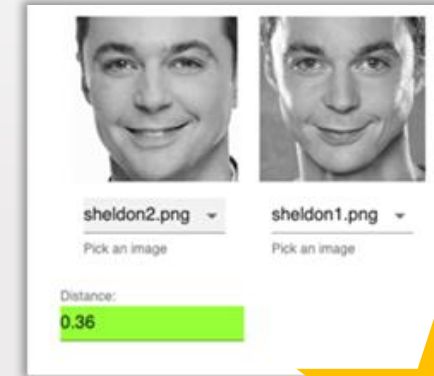 sheldon2.png sheldon1.png
Pick an image Pick an image
Distance:
0.36